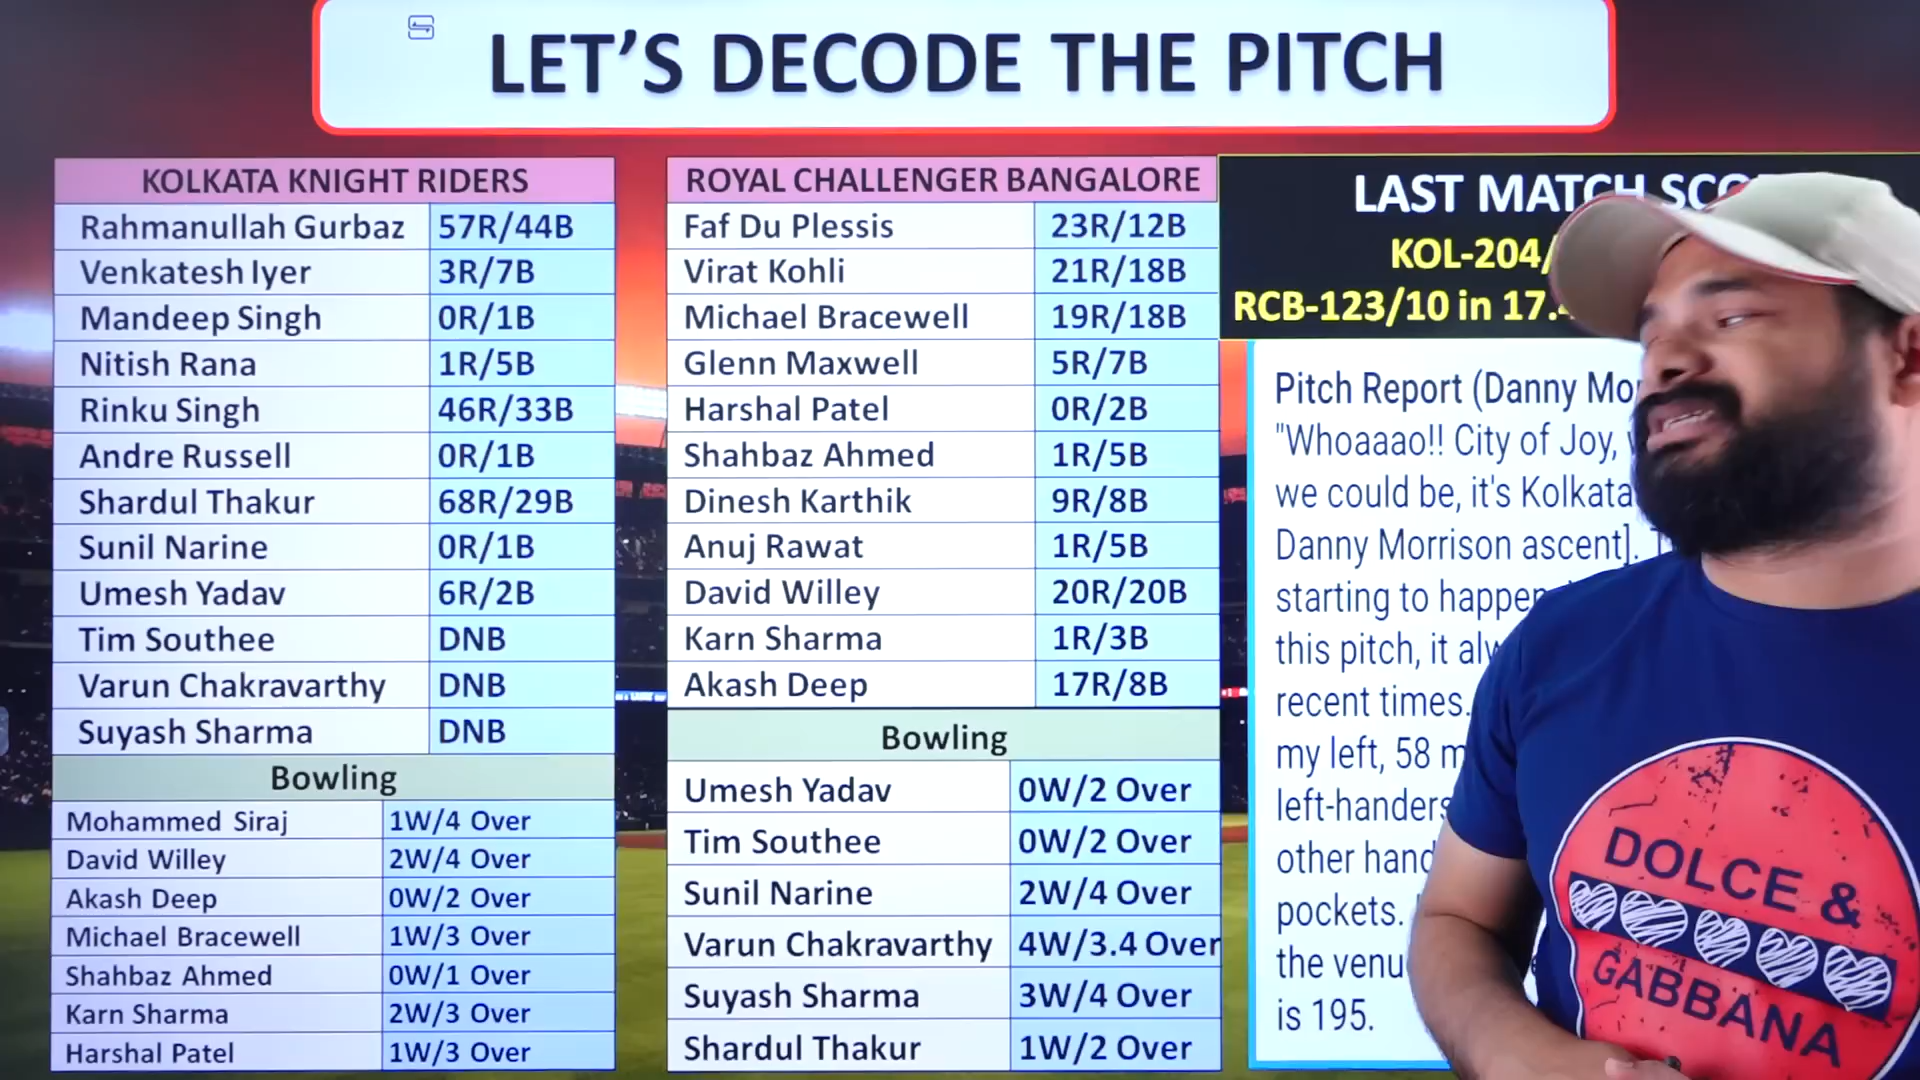 LET'S DECODE THE PITCH
KOLKATA KNIGHT RIDERS
Rahmanullah Gurbaz 57R/44B
Venkatesh Iyer 3R/7B
Mandeep Singh 0R/1B
Nitish Rana 1R/5B
Rinku Singh 46R/33B
Andre Russell 0R/1B
Shardul Thakur 68R/29B
Sunil Narine 0R/1B
Umesh Yadav 6R/2B
Tim Southee DNB
Varun Chakravarthy DNB
Suyash Sharma DNB
Bowling
Mohammed Siraj 1W/4 Over
David Willey 2W/4 Over
Akash Deep 0W/2 Over
Michael Bracewell 1W/3 Over
Shahbaz Ahmed 0W/1 Over
Karn Sharma 2W/3 Over
Harshal Patel 1W/3 Over
ROYAL CHALLENGER BANGALORE
Faf Du Plessis 23R/12B
Virat Kohli 21R/18B
Michael Bracewell 19R/18B
Glenn Maxwell 5R/7B
Harshal Patel 0R/2B
Shahbaz Ahmed 1R/5B
Dinesh Karthik 9R/8B
Anuj Rawat 1R/5B
David Willey 20R/20B
Karn Sharma 1R/3B
Akash Deep 17R/8B
Bowling
Umesh Yadav 0W/2 Over
Tim Southee 0W/2 Over
Sunil Narine 2W/4 Over
Varun Chakravarthy 4W/3.4 Over
Suyash Sharma 3W/4 Over
Shardul Thakur 1W/2 Over
LAST MATCH
KOL-204/
RCB-123/10 in 17.4
Pitch Report (Danny
"Whoaaao!! City of Joy,
we could be, it's Kolkata
Danny Morrison ascent].
starting to happen
this pitch, it
recent times.
my left, 58
left-handers
other hand
pockets.
the
is 195.
DOLCE &
GABBANA